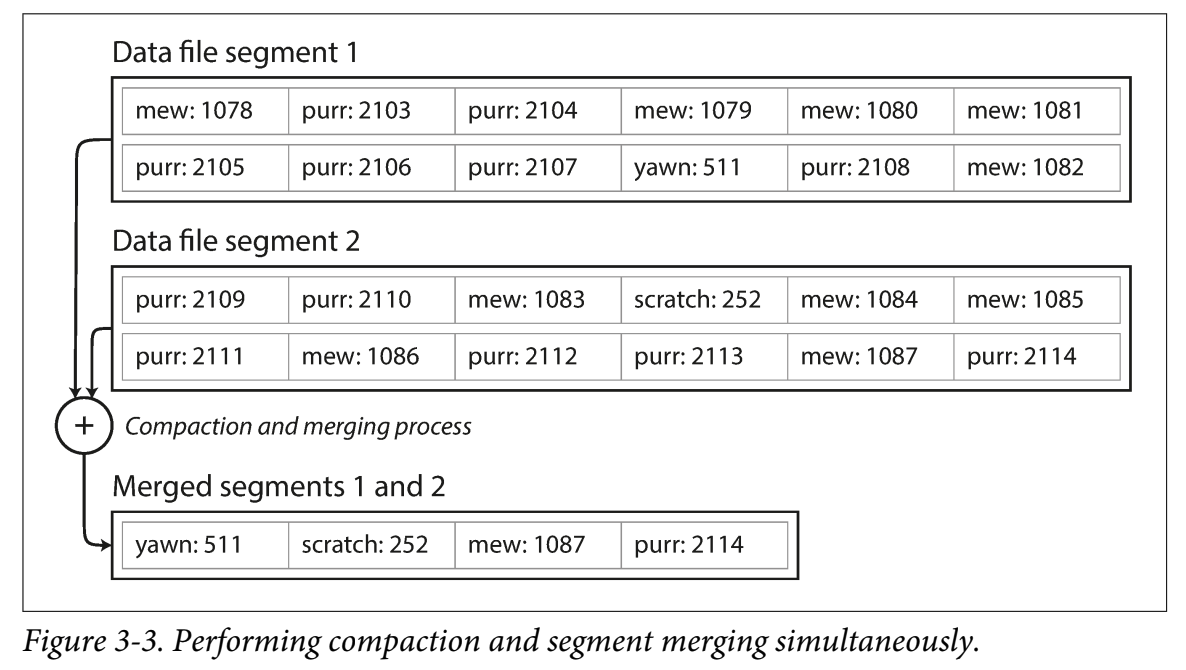 Data file segment 1
mew: 1078 purr: 2103 purr: 2104 mew: 1079 mew: 1080 mew: 1081
purr: 2105 purr: 2106 purr: 2107 yawn: 511 purr: 2108 mew: 1082
Data file segment 2
purr: 2109 purr: 2110 mew: 1083 scratch: 252 mew: 1084 mew: 1085
purr: 2111 mew: 1086 purr: 2112 purr: 2113 mew: 1087 purr: 2114
+ Compaction and merging process
Merged segments 1 and 2
yawn: 511 scratch: 252 mew: 1087 purr: 2114
Figure 3-3. Performing compaction and segment merging simultaneously.